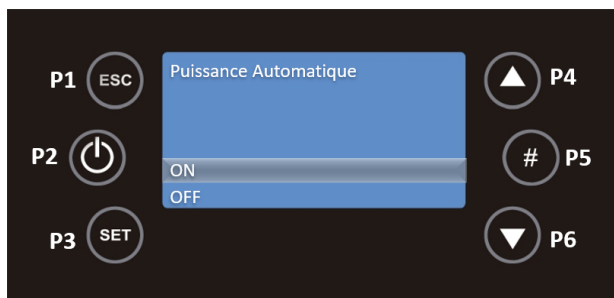 P1 ESC
Puissance Automatique
P4
P2
# P5
ON
OFF
P3 SET
P6